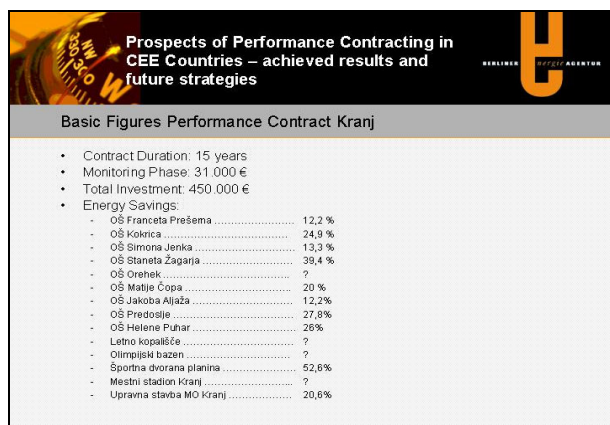 Prospects of Performance Contracting in
CEE Countries – achieved results and
future strategies
BERLINER energie AGENTUR
Basic Figures Performance Contract Kranj
• Contract Duration: 15 years
• Monitoring Phase: 31.000 €
• Total Investment: 450.000 €
• Energy Savings:
- OŠ Franceta Prešerna .......................... 12,2 %
- OŠ Kokrica ..................................... 24,9 %
- OŠ Simona Jenka .............................. 13,3 %
- OŠ Staneta Žagarja ........................... 39,4 %
- OŠ Orehek ...................................... ?
- OŠ Matije Čopa ................................ 20 %
- OŠ Jakoba Aljaža .............................. 12,2%
- OŠ Predoslje .................................... 27,8%
- OŠ Helene Puhar ............................... 26%
- Letno kopališče ................................. ?
- Olimpijski bazen ............................... ?
- Športna dvorana planina ..................... 52,6%
- Mestni stadion Kranj .......................... ?
- Upravna stavba MO Kranj ................... 20,6%